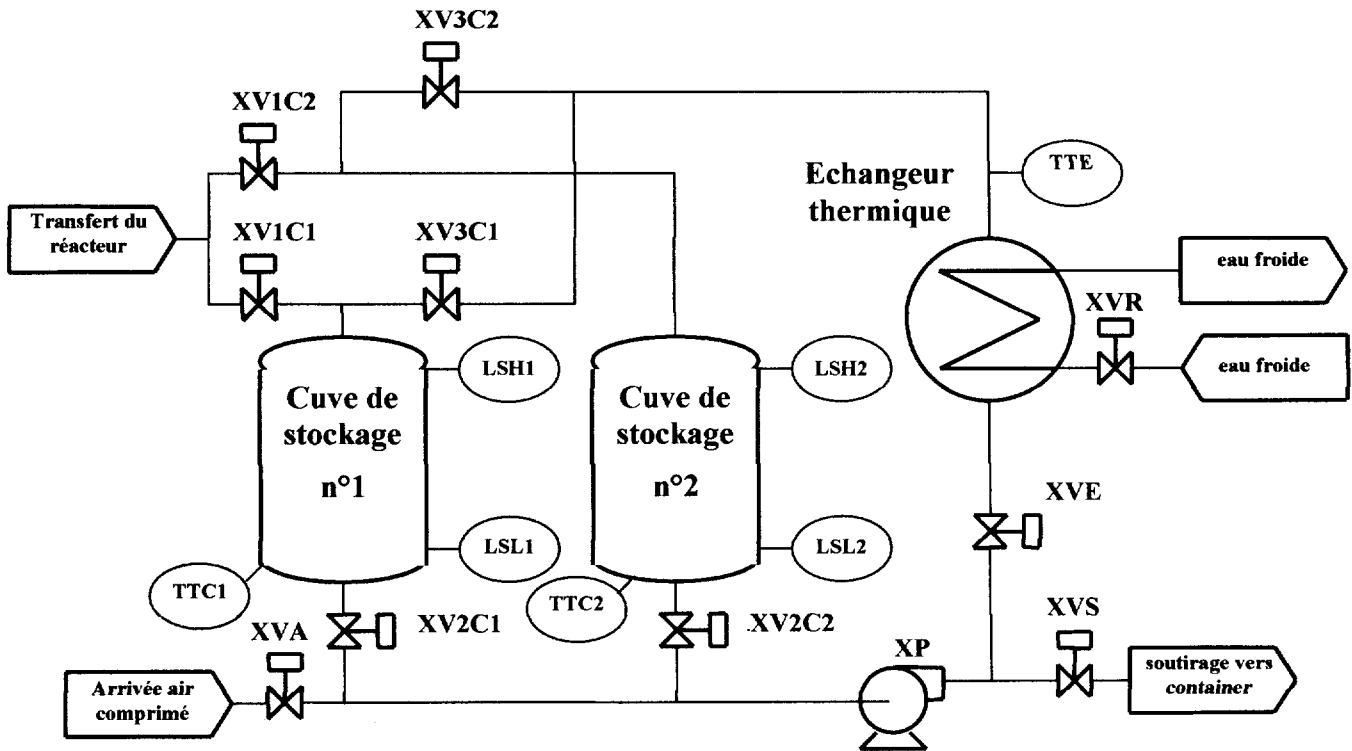 XV3C2
XV1C2
TTE
Echangeur
thermique
Transfert du
réacteur
XV1C1
XV3C1
eau froide
XVR
LSH1
LSH2
eau froide
Cuve de
stockage
n°1
Cuve de
stockage
n°2
XVE
LSL1
LSL2
TTC1
TTC2
XVA
XV2C1
.XV2C2
XVS
XP
Arrivée air
comprimé
soutirage vers
container